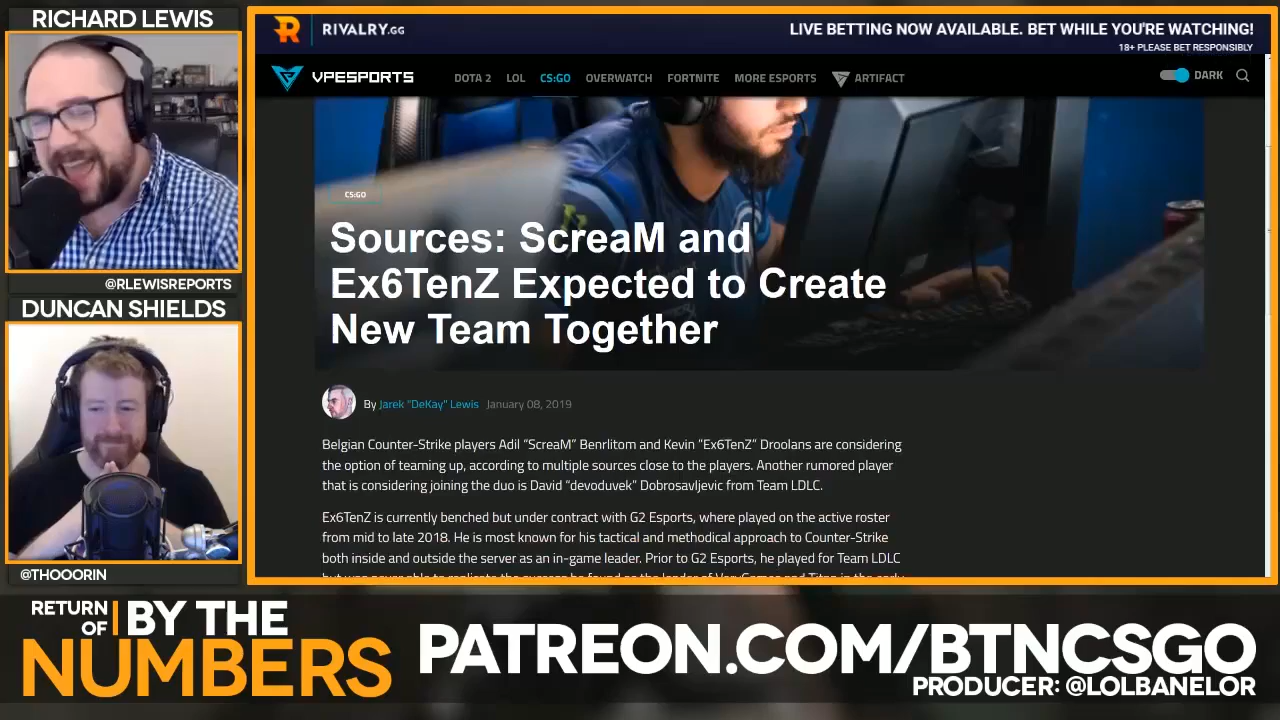 RICHARD LEWIS
@RLEWISREPORTS
DUNCAN SHIELDS
@THOOORIN
RIVALRY.GG
LIVE BETTING NOW AVAILABLE. BET WHILE YOU'RE WATCHING!
18+ PLEASE BET RESPONSIBLY
VPESPORTS
DOTA 2 LOL CS:GO OVERWATCH FORTNITE MORE ESPORTS ARTIFACT
DARK
CS:GO
Sources: ScreaM and
Ex6TenZ Expected to Create
New Team Together
By Jarek "DeKay" Lewis January 08, 2019
Belgian Counter-Strike players Adil "ScreaM" Benrlitom and Kevin "Ex6TenZ" Droolans are considering
the option of teaming up, according to multiple sources close to the players. Another rumored player
that is considering joining the duo is David "devoduvek" Dobrosavljevic from Team LDLC.
Ex6TenZ is currently benched but under contract with G2 Esports, where played on the active roster
from mid to late 2018. He is most known for his tactical and methodical approach to Counter-Strike
both inside and outside the server as an in-game leader. Prior to G2 Esports, he played for Team LDLC
RETURN
OF
BY THE
NUMBERS
PATREON.COM/BTNCSGO
PRODUCER: @LOLBANELOR